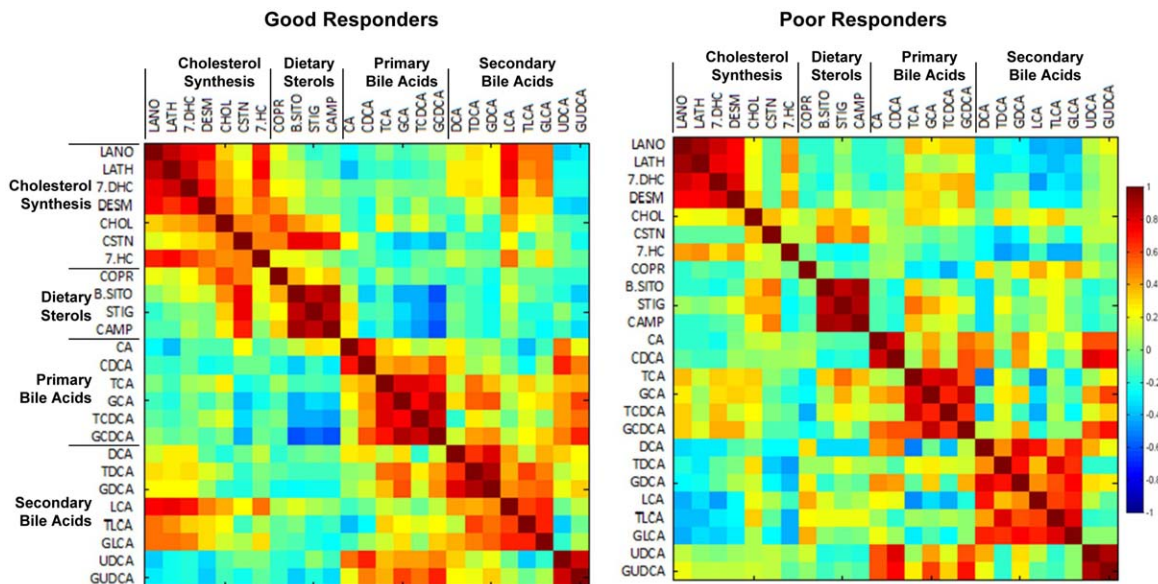 Good Responders
Poor Responders
Cholesterol Synthesis
Dietary Sterols
Primary Bile Acids
Secondary Bile Acids
LANO
LATH
7.DHC
DESM
CHOL
CSTN
7.HC
COPR
B.SITO
STIG
CAMP
CA
CDCA
TCA
GCA
TCDCA
GCDCA
DCA
TDCA
GDCA
LCA
TLCA
GLCA
UDCA
GUDCA
Cholesterol Synthesis
Dietary Sterols
Primary Bile Acids
Secondary Bile Acids
LANO
LATH
7.DHC
DESM
CHOL
CSTN
7.HC
COPR
B.SITO
STIG
CAMP
CA
CDCA
TCA
GCA
TCDCA
GCDCA
DCA
TDCA
GDCA
LCA
TLCA
GLCA
UDCA
GUDCA
Cholesterol
Synthesis
Dietary
Sterols
Primary
Bile Acids
Secondary
Bile Acids
LANO
LATH
7.DHC
DESM
CHOL
CSTN
7.HC
COPR
B.SITO
STIG
CAMP
CA
CDCA
TCA
GCA
TCDCA
GCDCA
DCA
TDCA
GDCA
LCA
TLCA
GLCA
UDCA
GUDCA
LANO
LATH
7.DHC
DESM
CHOL
CSTN
7.HC
COPR
B.SITO
STIG
CAMP
CA
CDCA
TCA
GCA
TCDCA
GCDCA
DCA
TDCA
GDCA
LCA
TLCA
GLCA
UDCA
GUDCA
1
0.8
0.6
0.4
0.2
0
-0.2
-0.4
-0.6
-0.8
-1